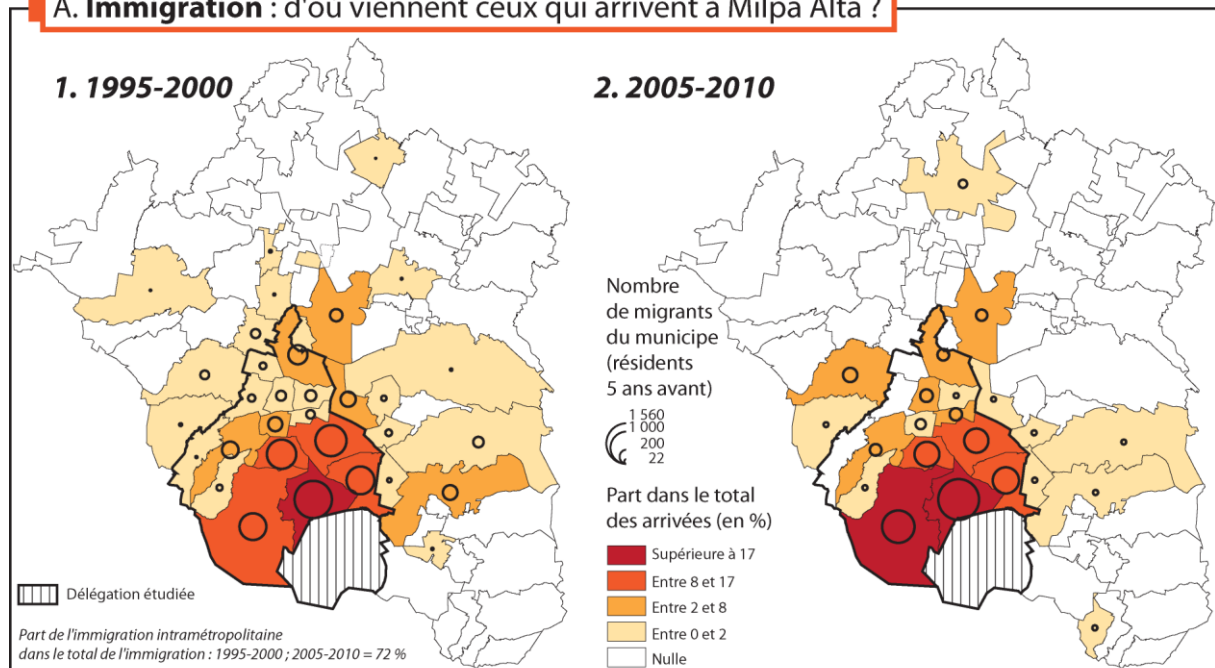 A. Immigration : d'où viennent ceux qui arrivent à Milpa Alta ?
1. 1995-2000
2. 2005-2010
Nombre
de migrants
du municipe
(résidents
5 ans avant)
1 560
1 000
200
22
Part dans le total
des arrivées (en %)
Supérieure à 17
Entre 8 et 17
Entre 2 et 8
Entre 0 et 2
Nulle
Délégation étudiée
Part de l'immigration intramétropolitaine
dans le total de l'immigration : 1995-2000 ; 2005-2010 = 72 %